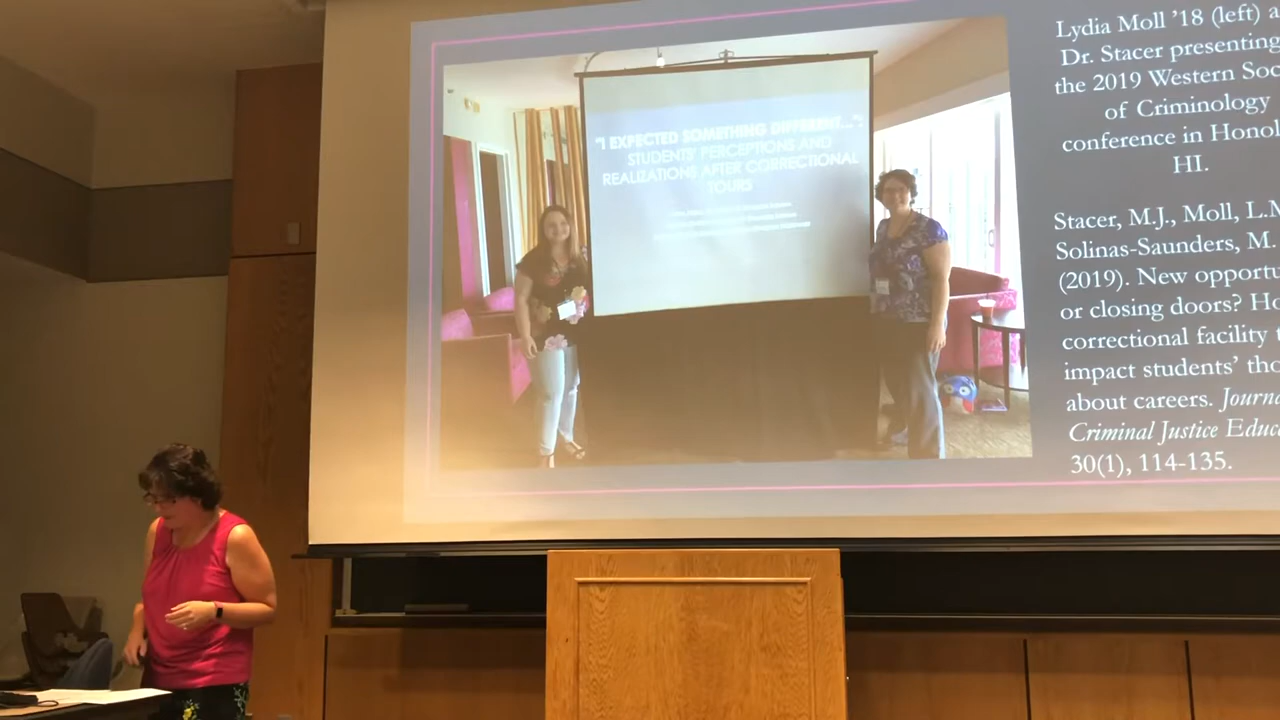 "I EXPECTED SOMETHING DIFFERENT...":
STUDENTS' PERCEPTIONS AND
REALIZATIONS AFTER CORRECTIONAL
TOURS
Lydia Moll '18 (left) a
Dr. Stacer presenting
the 2019 Western Soc
of Criminology
conference in Honol
HI.
Stacer, M.J., Moll, L.M
Solinas-Saunders, M.
(2019). New opportu
or closing doors? Ho
correctional facility t
impact students' tho
about careers. Journa
Criminal Justice Educa
30(1), 114-135.